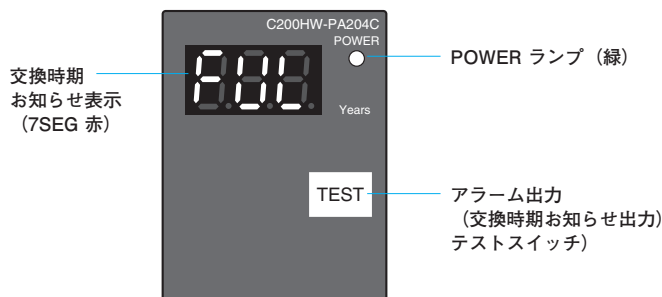 C200HW-PA204C
POWER
FUL
Years
TEST
交換時期
お知らせ表示
（7SEG 赤）
POWER ランプ（緑）
アラーム出力
（交換時期お知らせ出力）
テストスイッチ）